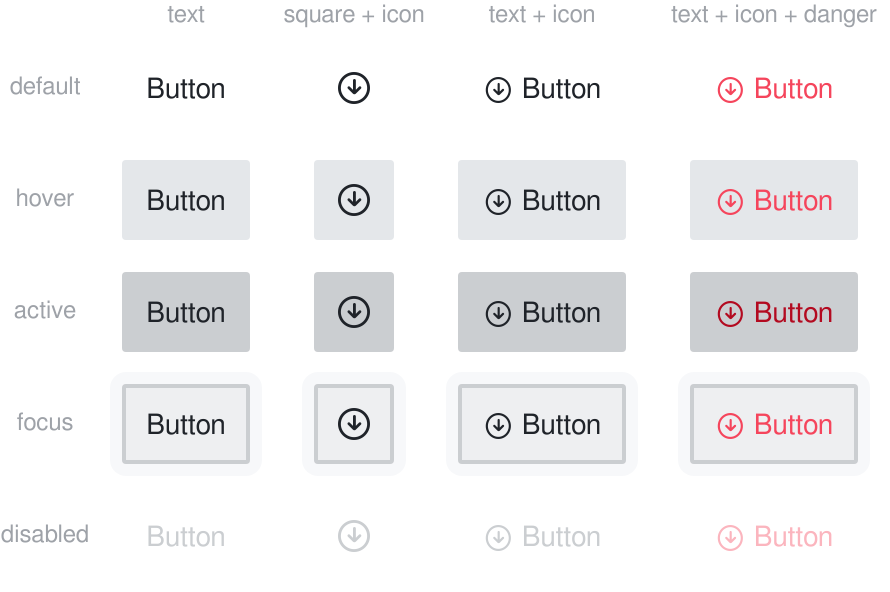 text square + icon text + icon text + icon + danger
default Button Button Button
hover Button Button Button
active Button Button Button
focus Button Button Button
disabled Button Button Button